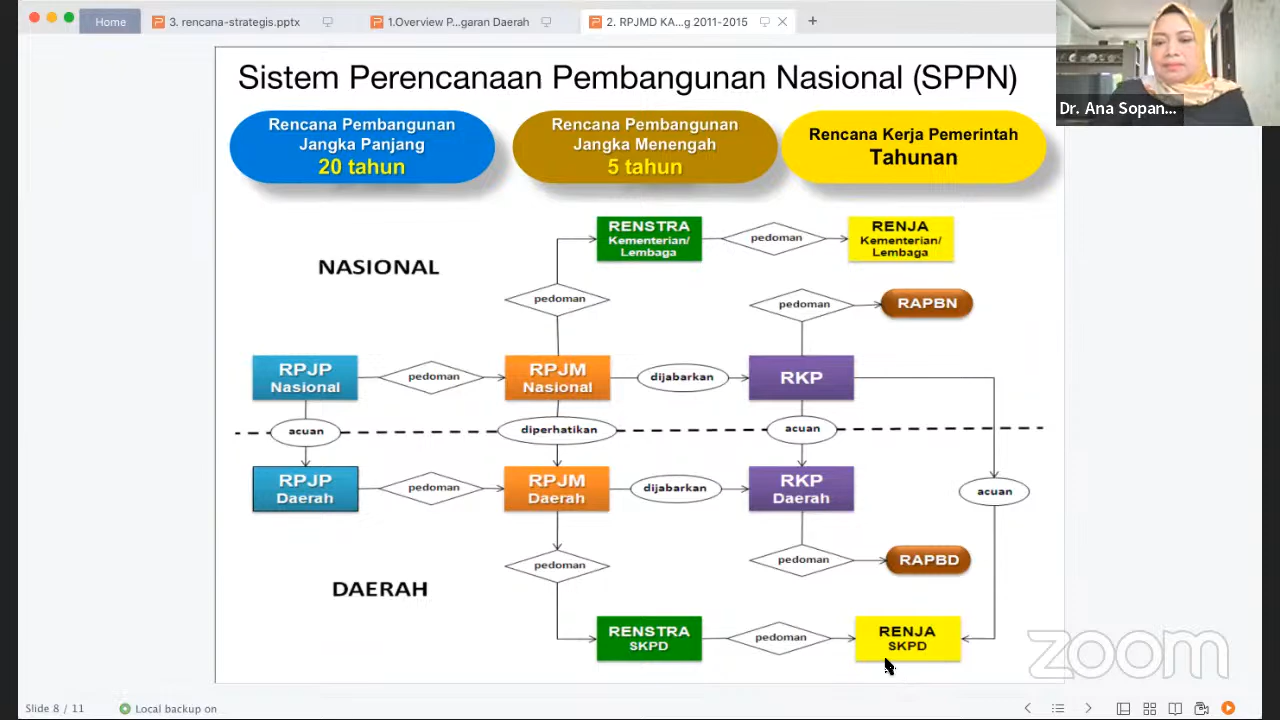 Home
3. rencana-strategis.pptx
1.Overview P...garan Daerah
2. RPJMD KA...g 2011-2015
Sistem Perencanaan Pembangunan Nasional (SPPN)
Dr. Ana Sopan...
Rencana Pembangunan
Jangka Panjang
20 tahun
Rencana Pembangunan
Jangka Menengah
5 tahun
Rencana Kerja Pemerintah
Tahunan
RENSTRA
Kementerian/
Lembaga
pedoman
RENJA
Kementerian/
Lembaga
NASIONAL
pedoman
pedoman
RAPBN
RPJP
Nasional
pedoman
RPJM
Nasional
dijabarkan
RKP
acuan
diperhatikan
acuan
RPJP
Daerah
pedoman
RPJM
Daerah
dijabarkan
RKP
Daerah
acuan
pedoman
pedoman
RAPBD
DAERAH
RENSTRA
SKPD
pedoman
RENJA
SKPD
zoom
Slide 8 / 11
Local backup on